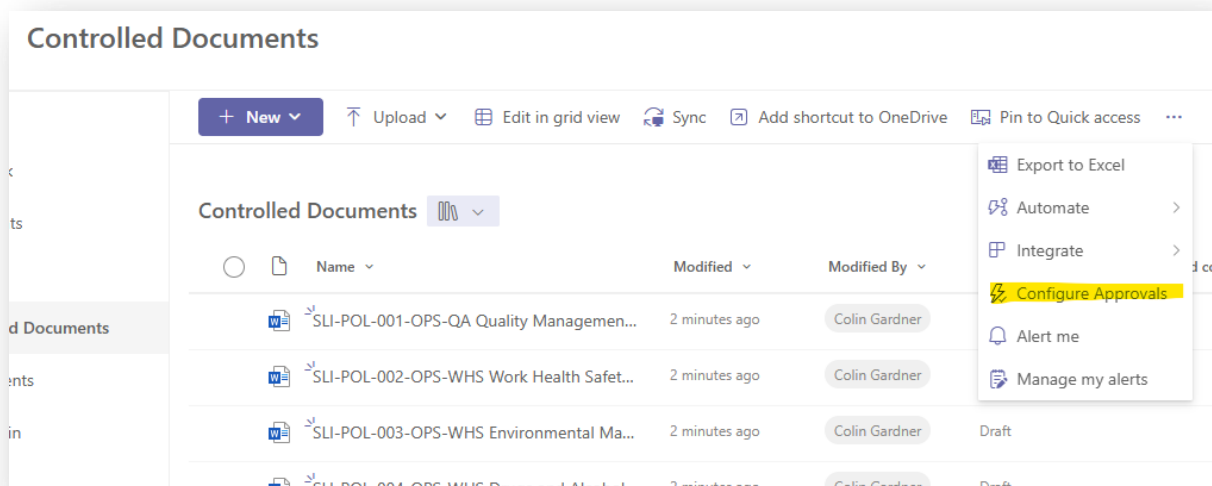 Controlled Documents
+ New
Upload
Edit in grid view
Sync
Add shortcut to OneDrive
Pin to Quick access
...
Export to Excel
Automate
Integrate
Configure Approvals
Alert me
Manage my alerts
ts
d Documents
ents
in
Controlled Documents
Name
Modified
Modified By
SLI-POL-001-OPS-QA Quality Managemen...
2 minutes ago
Colin Gardner
SLI-POL-002-OPS-WHS Work Health Safet...
2 minutes ago
Colin Gardner
SLI-POL-003-OPS-WHS Environmental Ma...
2 minutes ago
Colin Gardner
Draft